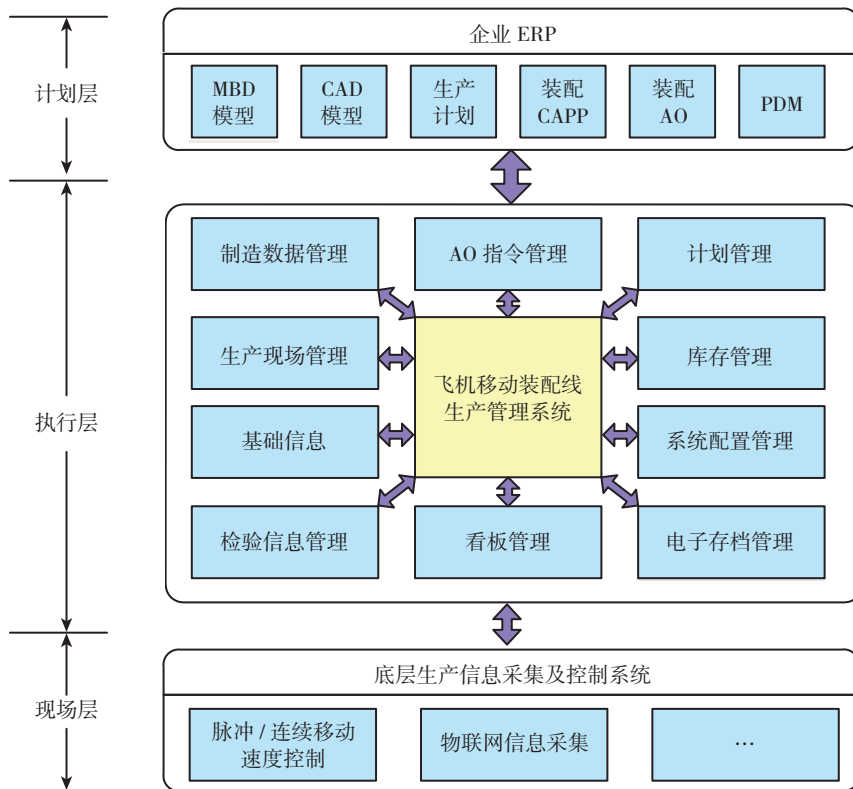 企业 ERP
计划层
MBD
模型
CAD
模型
生产
计划
装配
CAPP
装配
AO
PDM
执行层
制造数据管理
AO 指令管理
计划管理
生产现场管理
飞机移动装配线
生产管理系统
库存管理
基础信息
系统配置管理
检验信息管理
看板管理
电子存档管理
现场层
底层生产信息采集及控制系统
脉冲 / 连续移动
速度控制
物联网信息采集
…